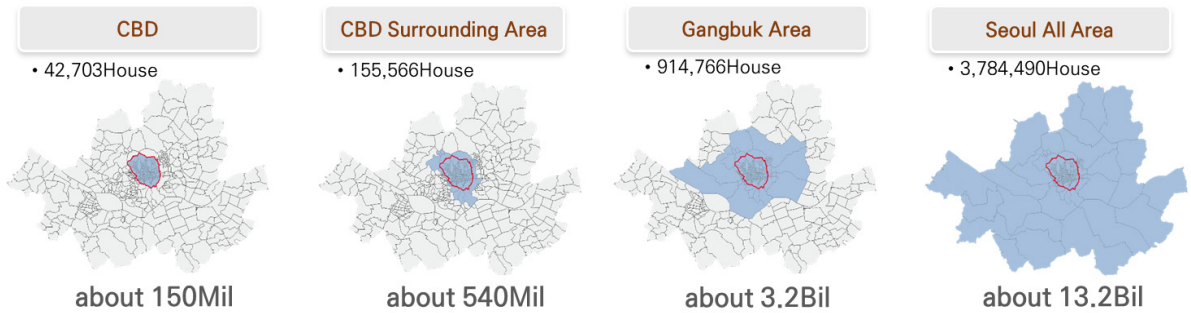 CBD
• 42,703House
about 150Mil
CBD Surrounding Area
• 155,566House
about 540Mil
Gangbuk Area
• 914,766House
about 3.2Bil
Seoul All Area
• 3,784,490House
about 13.2Bil